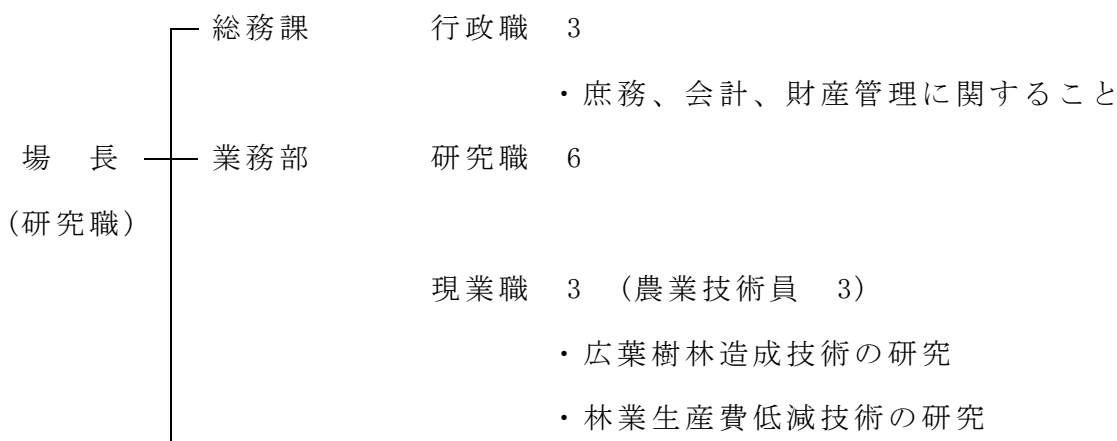 総務課 行政職 3
・庶務、会計、財産管理に関すること
場 長 業務部 研究職 6
(研究職)
現業職 3 (農業技術員 3)
・広葉樹林造成技術の研究
・林業生産費低減技術の研究